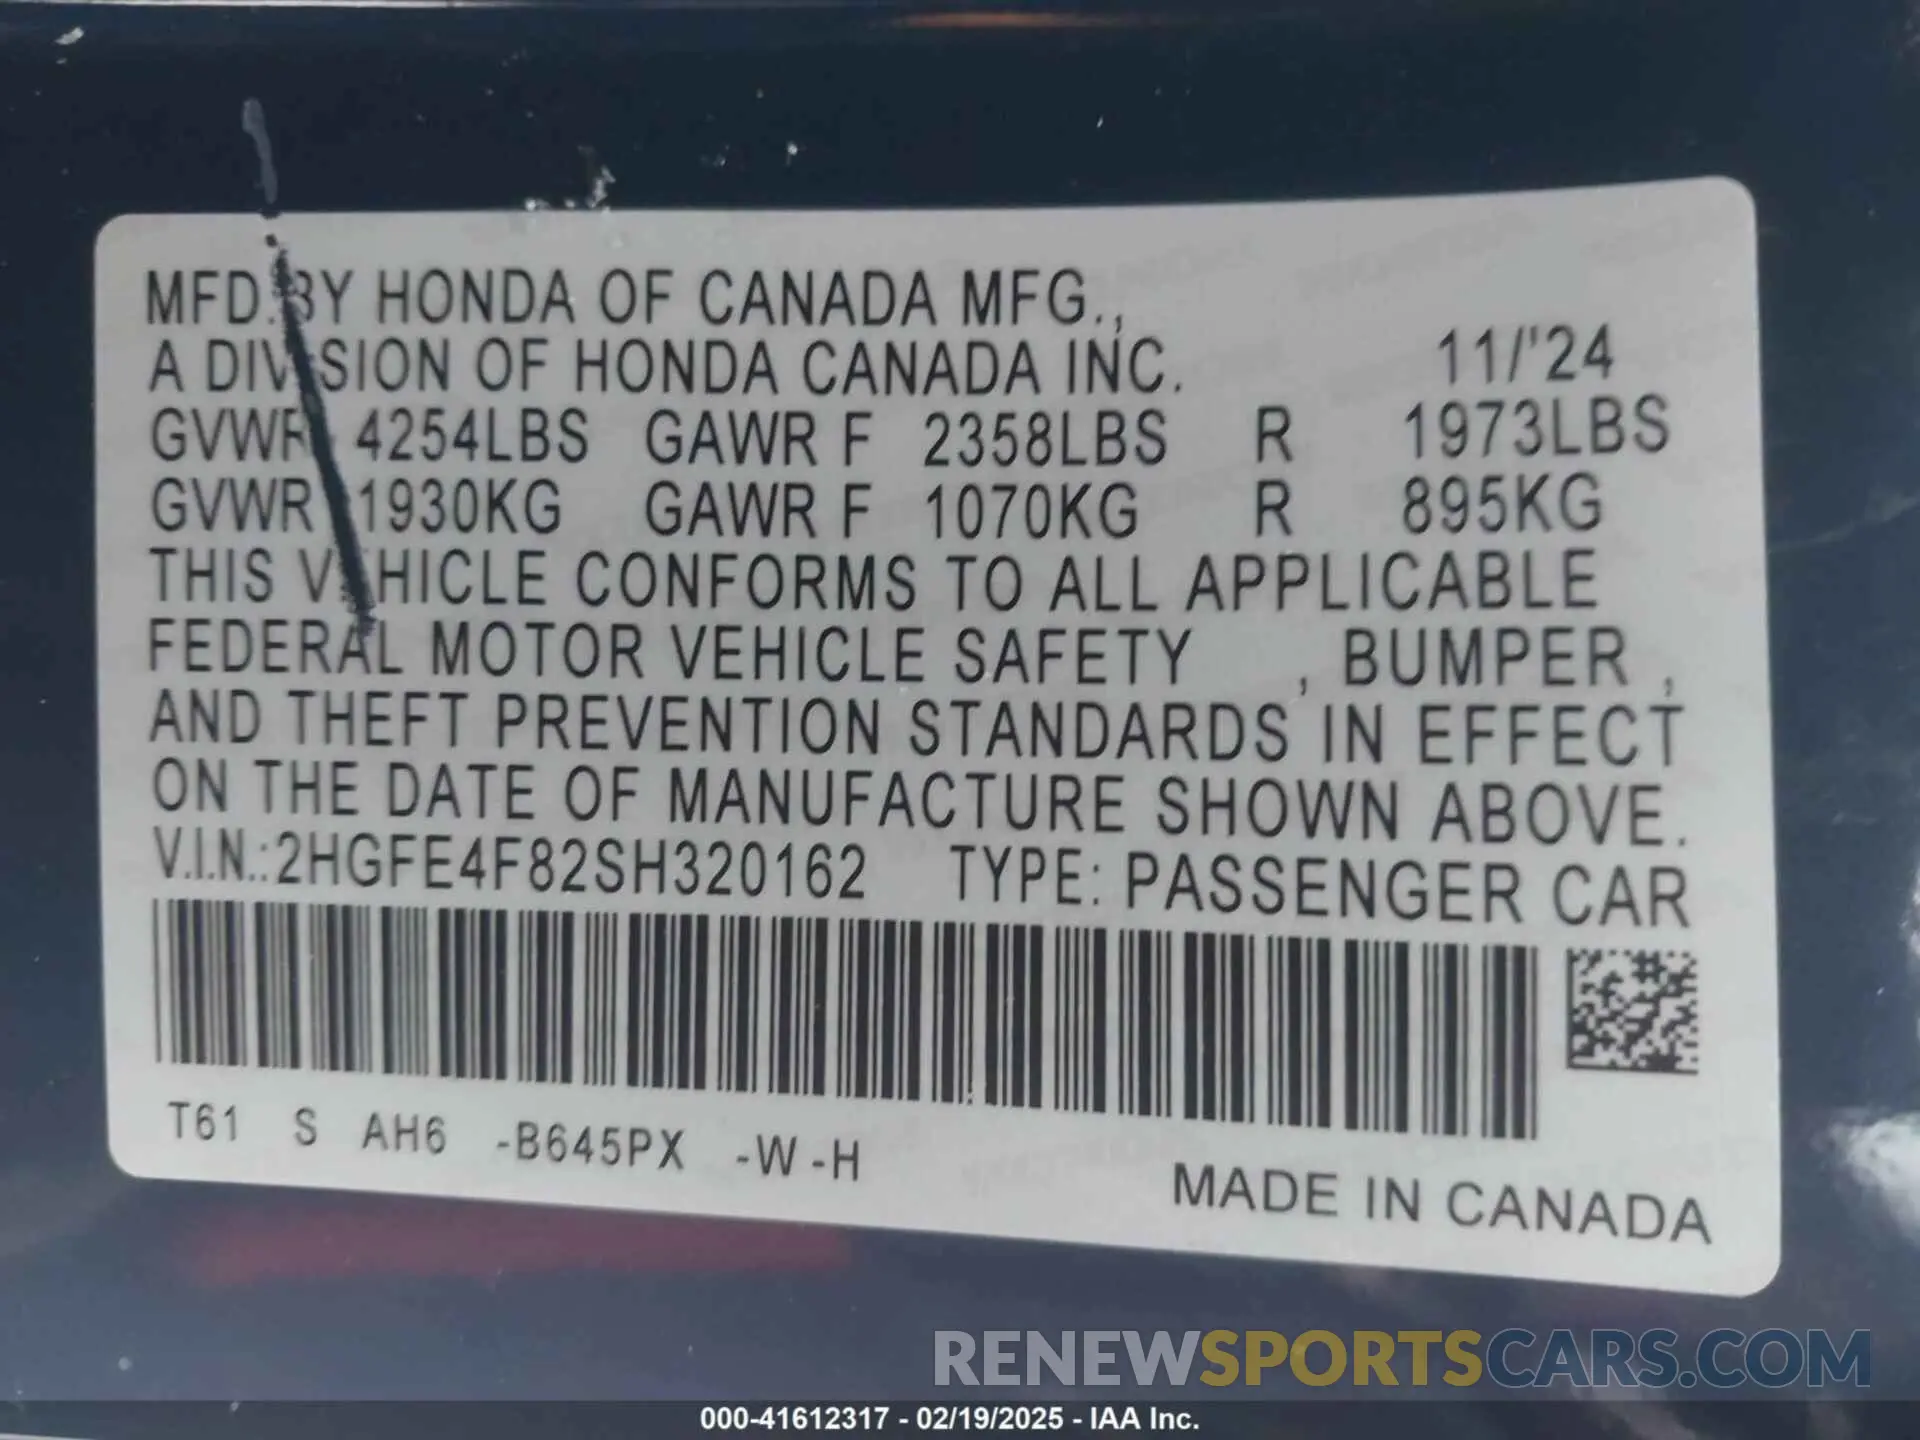 MFD. BY HONDA OF CANADA MFG.,
A DIVISION OF HONDA CANADA INC. 11/'24
GVWR 4254LBS GAWR F 2358LBS R 1973LBS
GVWR 1930KG GAWR F 1070KG R 895KG
THIS VEHICLE CONFORMS TO ALL APPLICABLE
FEDERAL MOTOR VEHICLE SAFETY , BUMPER ,
AND THEFT PREVENTION STANDARDS IN EFFECT
ON THE DATE OF MANUFACTURE SHOWN ABOVE.
V.I.N.:2HGFE4F82SH320162 TYPE: PASSENGER CAR
T61 S AH6 -B645PX -W-H
MADE IN CANADA
RENEWSPORTSCARS.COM
000-41612317 - 02/19/2025 - IAA Inc.